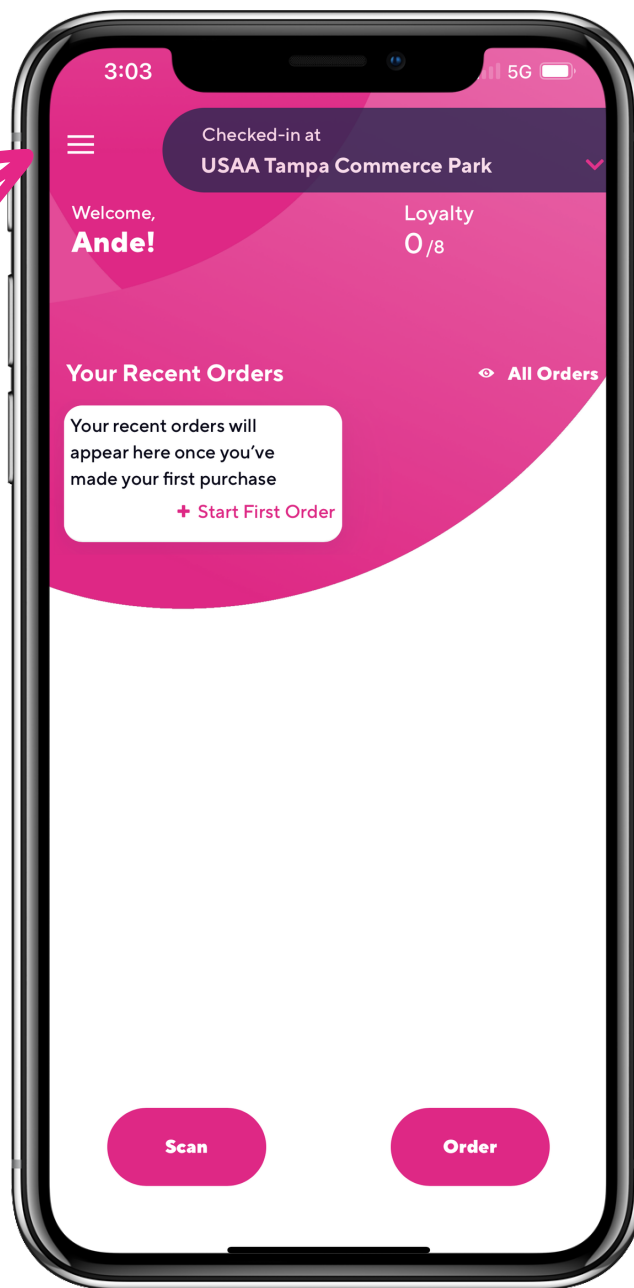 3:03
5G
Checked-in at
USAA Tampa Commerce Park
Welcome,
Ande!
Loyalty
0/8
Your Recent Orders
All Orders
Your recent orders will
appear here once you’ve
made your first purchase
+ Start First Order
Scan
Order